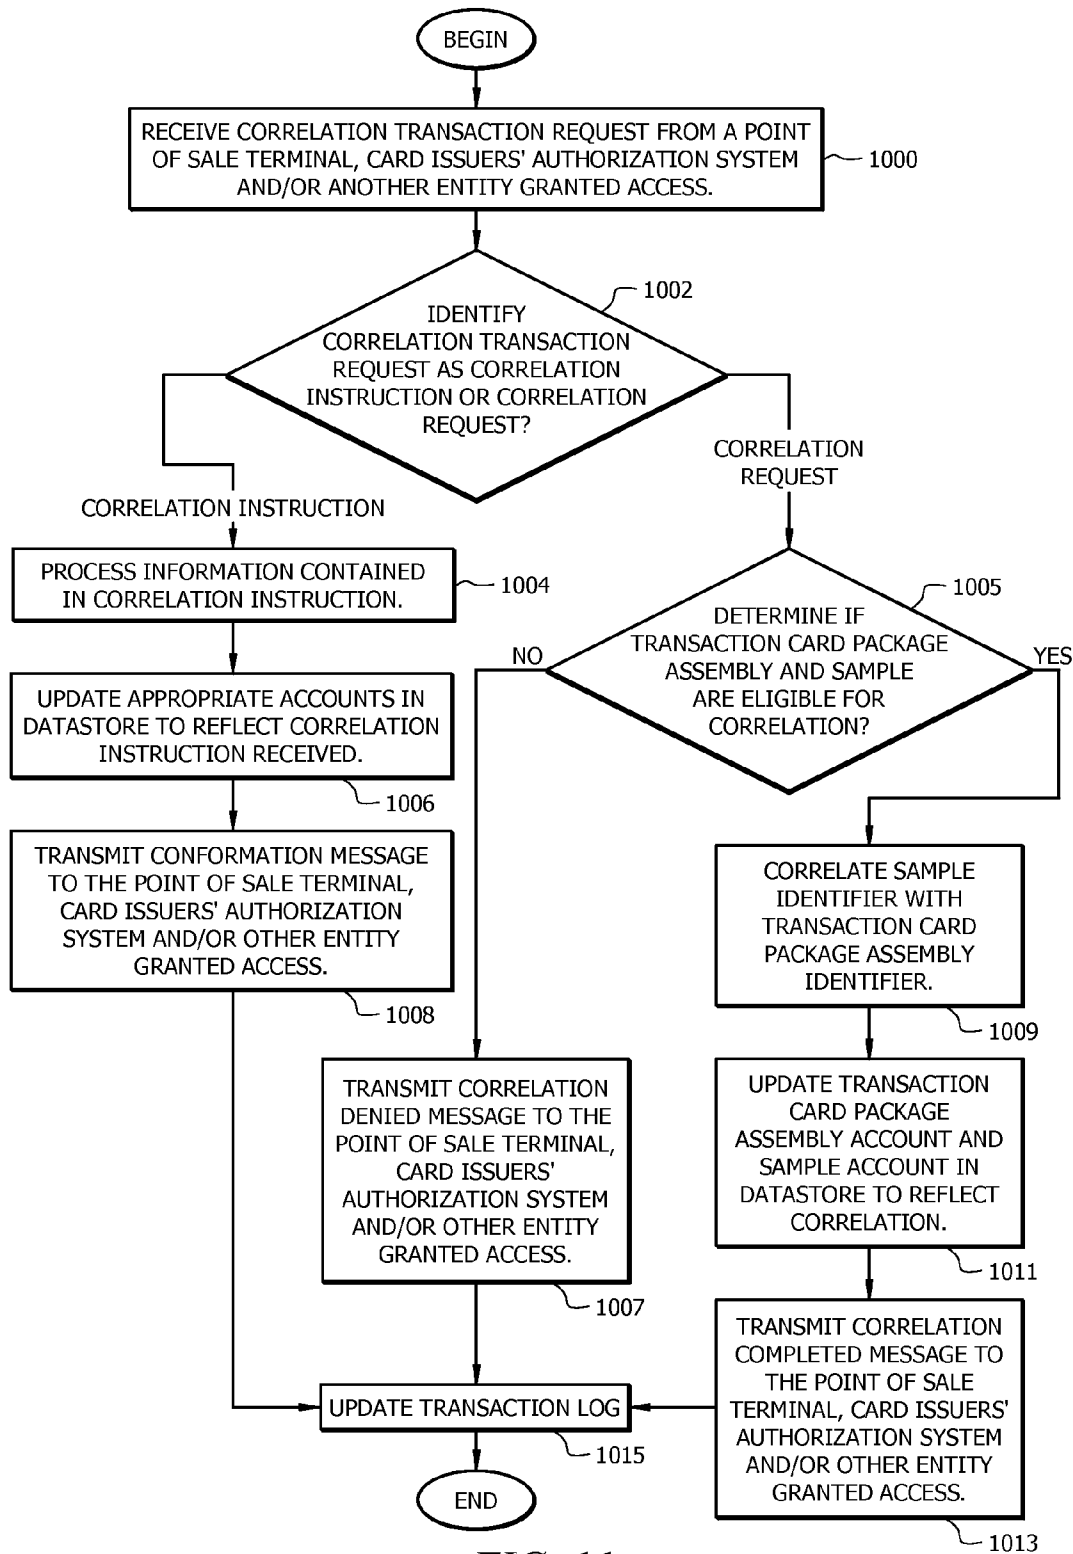 BEGIN
RECEIVE CORRELATION TRANSACTION REQUEST FROM A POINT
OF SALE TERMINAL, CARD ISSUERS' AUTHORIZATION SYSTEM
AND/OR ANOTHER ENTITY GRANTED ACCESS.
1000
IDENTIFY
CORRELATION TRANSACTION
REQUEST AS CORRELATION
INSTRUCTION OR CORRELATION
REQUEST?
1002
CORRELATION INSTRUCTION
CORRELATION
REQUEST
PROCESS INFORMATION CONTAINED
IN CORRELATION INSTRUCTION.
1004
DETERMINE IF
TRANSACTION CARD PACKAGE
ASSEMBLY AND SAMPLE
ARE ELIGIBLE FOR
CORRELATION?
1005
NO
YES
UPDATE APPROPRIATE ACCOUNTS IN
DATASTORE TO REFLECT CORRELATION
INSTRUCTION RECEIVED.
1006
TRANSMIT CONFORMATION MESSAGE
TO THE POINT OF SALE TERMINAL,
CARD ISSUERS' AUTHORIZATION
SYSTEM AND/OR OTHER ENTITY
GRANTED ACCESS.
1008
CORRELATE SAMPLE
IDENTIFIER WITH
TRANSACTION CARD
PACKAGE ASSEMBLY
IDENTIFIER.
1009
TRANSMIT CORRELATION
DENIED MESSAGE TO THE
POINT OF SALE TERMINAL,
CARD ISSUERS'
AUTHORIZATION SYSTEM
AND/OR OTHER ENTITY
GRANTED ACCESS.
1007
UPDATE TRANSACTION
CARD PACKAGE
ASSEMBLY ACCOUNT AND
SAMPLE ACCOUNT IN
DATASTORE TO REFLECT
CORRELATION.
1011
TRANSMIT CORRELATION
COMPLETED MESSAGE TO
THE POINT OF SALE
TERMINAL, CARD ISSUERS'
AUTHORIZATION SYSTEM
AND/OR OTHER ENTITY
GRANTED ACCESS.
1013
UPDATE TRANSACTION LOG
1015
END